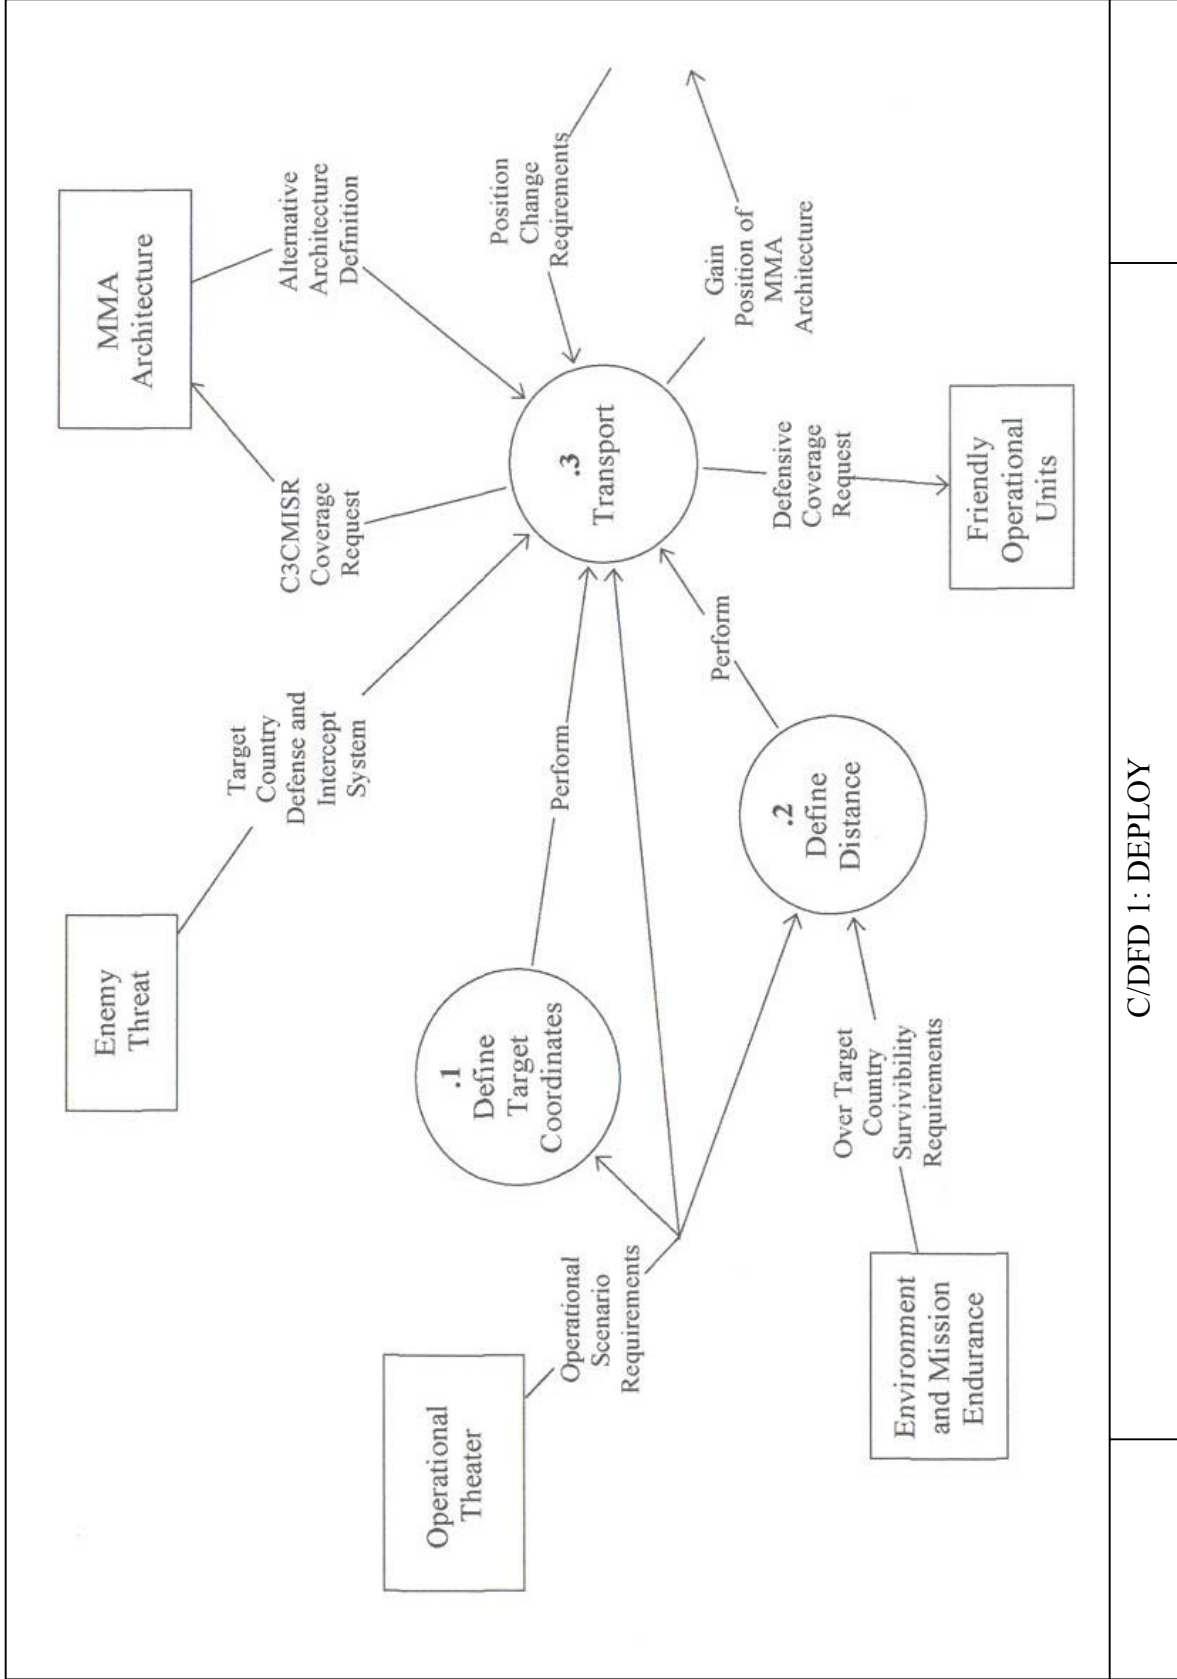 MMA
Architecture
Alternative
Architecture
Definition
C3CMISR
Coverage
Request
Position
Change
Reqirements
Gain
Position of
MMA
Architecture
.3
Transport
Defensive
Coverage
Request
Friendly
Operational
Units
Enemy
Threat
Target
Country
Defense and
Intercept
System
Perform
Perform
.1
Define
Target
Coordinates
.2
Define
Distance
Operational
Theater
Operational
Scenario
Requirements
Over Target
Country
Survivibility
Requirements
Environment
and Mission
Endurance
C/DFD 1: DEPLOY